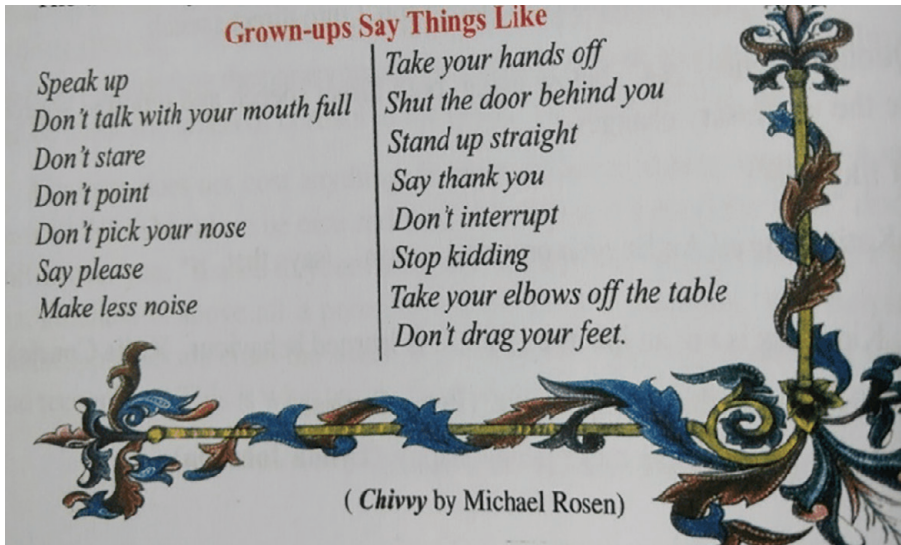 Grown-ups Say Things Like
Speak up
Don't talk with your mouth full
Don't stare
Don't point
Don't pick your nose
Say please
Make less noise
Take your hands off
Shut the door behind you
Stand up straight
Say thank you
Don't interrupt
Stop kidding
Take your elbows off the table
Don't drag your feet.
( Chivvy by Michael Rosen)